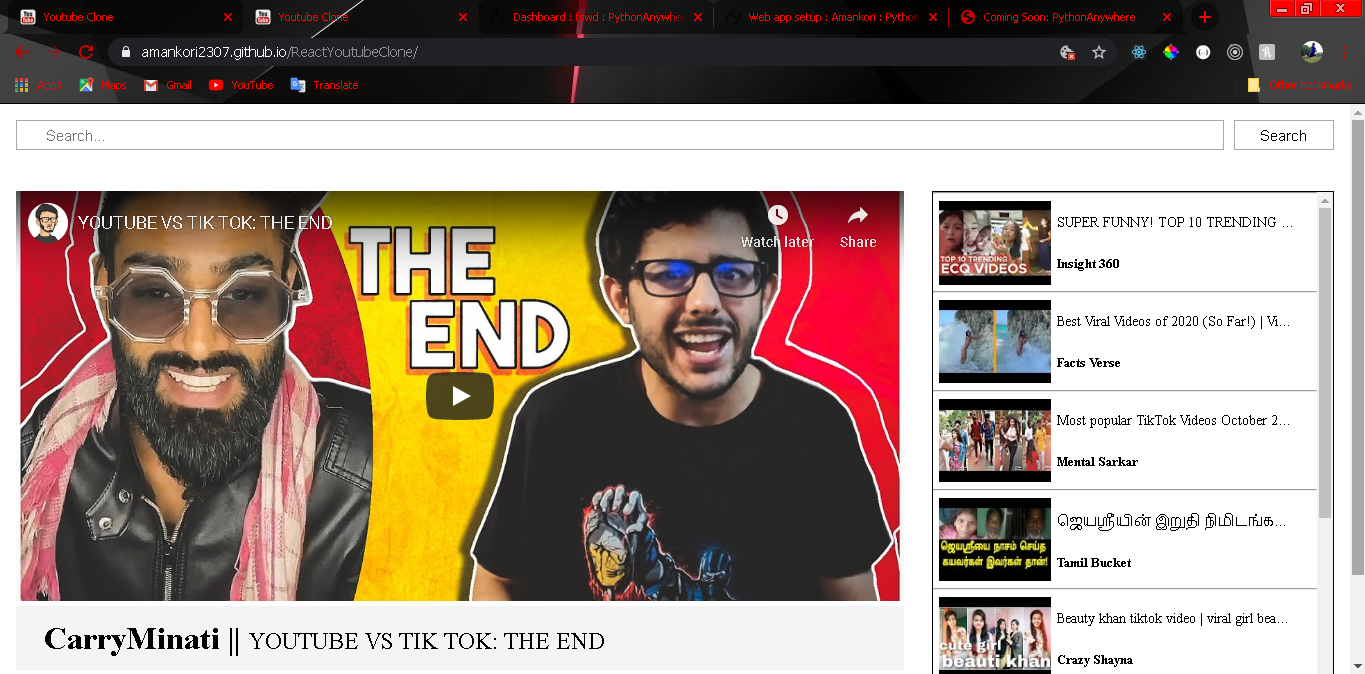 Youtube Clone
Youtube Clone
Dashboard : fswd : PythonAnywhe
Web app setup : Amankori : Python
Coming Soon: PythonAnywhere
amankori2307.github.io/ReactYoutubeClone/
Apps
Maps
Gmail
YouTube
Translate
Other bookmarks
Search...
Search
YOUTUBE VS TIK TOK: THE END
Watch later
Share
THE
END
CarryMinati || YOUTUBE VS TIK TOK: THE END
SUPER FUNNY! TOP 10 TRENDING ...
Insight 360
TOP 10 TRENDING
ECQ VIDEOS
Best Viral Videos of 2020 (So Far!) | Vi...
Facts Verse
Most popular TikTok Videos October 2...
Mental Sarkar
ஜெயஸ்ரீயின் இறுதி நிமிடங்க...
Tamil Bucket
ஜெயஸ்ரீயை நாசம் செய்த
கயவர்கள் இவர்கள் தான்!
Beauty khan tiktok video | viral girl bea...
Crazy Shayna
cute girl
beauti khan